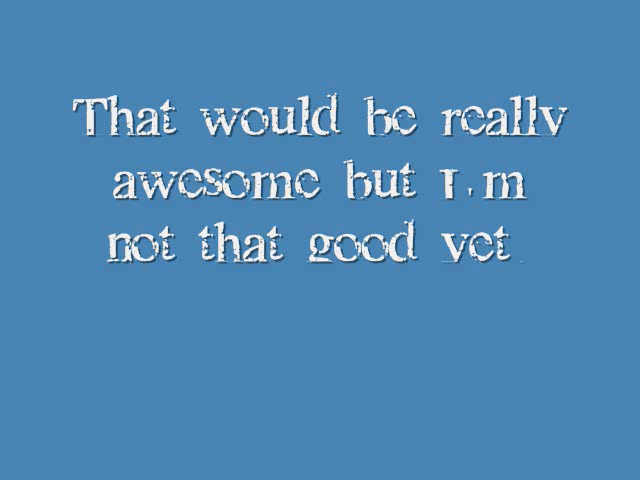 That would be really
awesome but I'm
not that good yet.